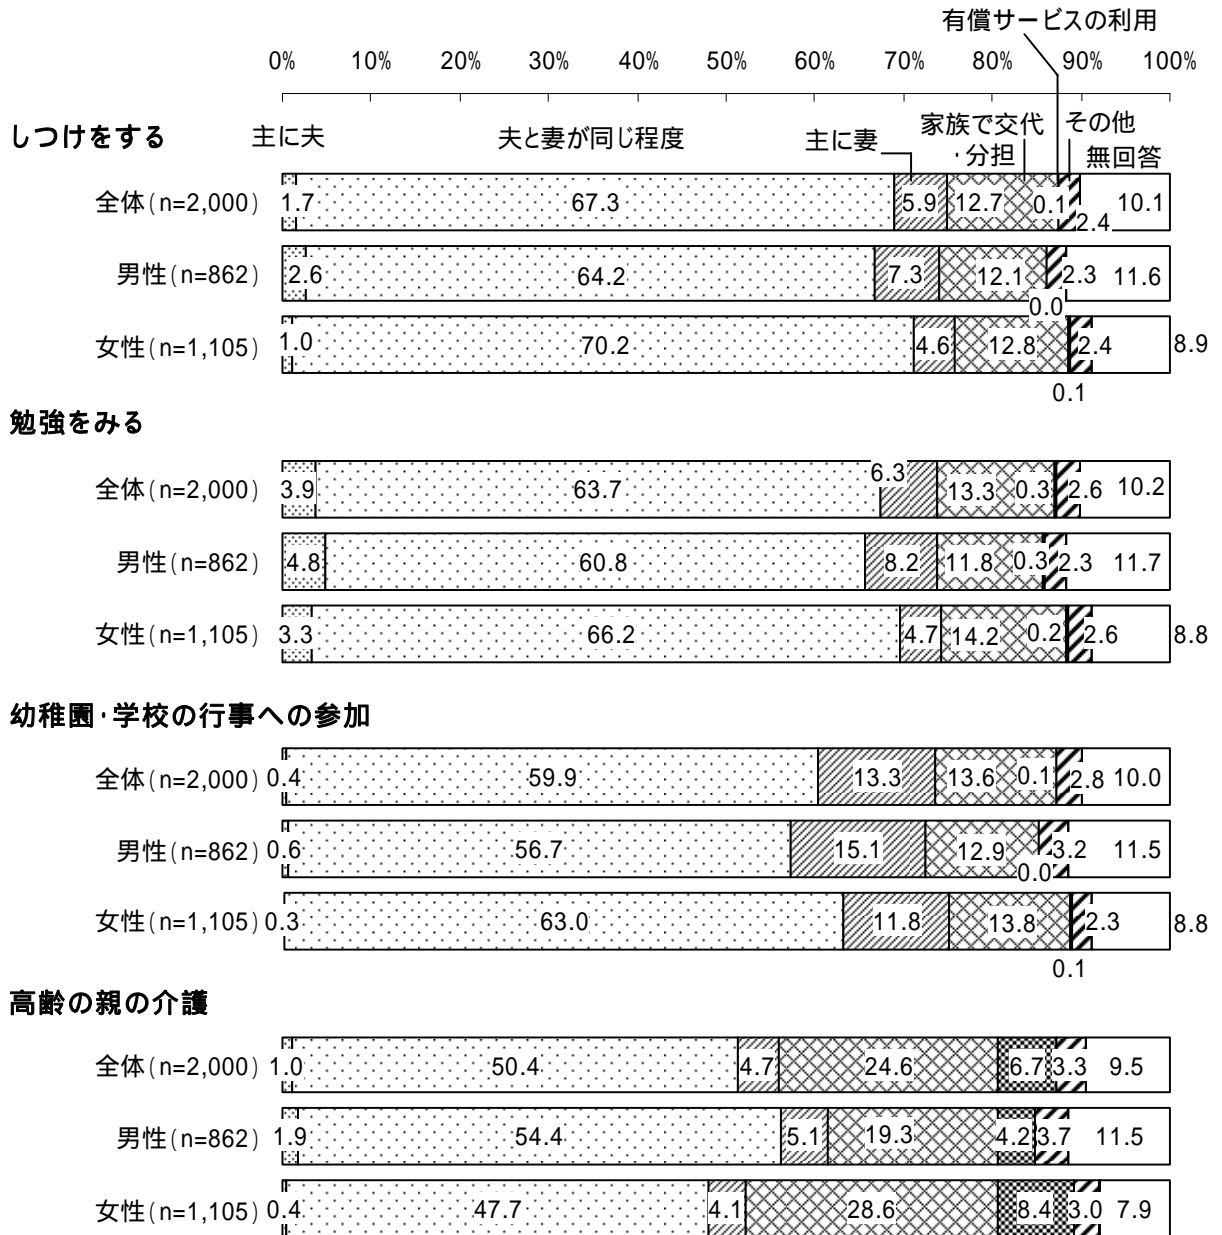 有償サービスの利用
0% 10% 20% 30% 40% 50% 60% 70% 80% 90% 100%
しつけをする
主に夫 夫と妻が同じ程度 主に妻 家族で交代・分担 その他 無回答
全体(n=2,000) 1.7 67.3 5.9 12.7 0.1 2.4 10.1
男性(n=862) 2.6 64.2 7.3 12.1 0.0 2.3 11.6
女性(n=1,105) 1.0 70.2 4.6 12.8 0.1 2.4 8.9
勉強をみる
全体(n=2,000) 3.9 63.7 6.3 13.3 0.3 2.6 10.2
男性(n=862) 4.8 60.8 8.2 11.8 0.3 2.3 11.7
女性(n=1,105) 3.3 66.2 4.7 14.2 0.2 2.6 8.8
幼稚園・学校の行事への参加
全体(n=2,000) 0.4 59.9 13.3 13.6 0.1 2.8 10.0
男性(n=862) 0.6 56.7 15.1 12.9 0.0 3.2 11.5
女性(n=1,105) 0.3 63.0 11.8 13.8 0.1 2.3 8.8
高齢の親の介護
全体(n=2,000) 1.0 50.4 4.7 24.6 6.7 3.3 9.5
男性(n=862) 1.9 54.4 5.1 19.3 4.2 3.7 11.5
女性(n=1,105) 0.4 47.7 4.1 28.6 8.4 3.0 7.9